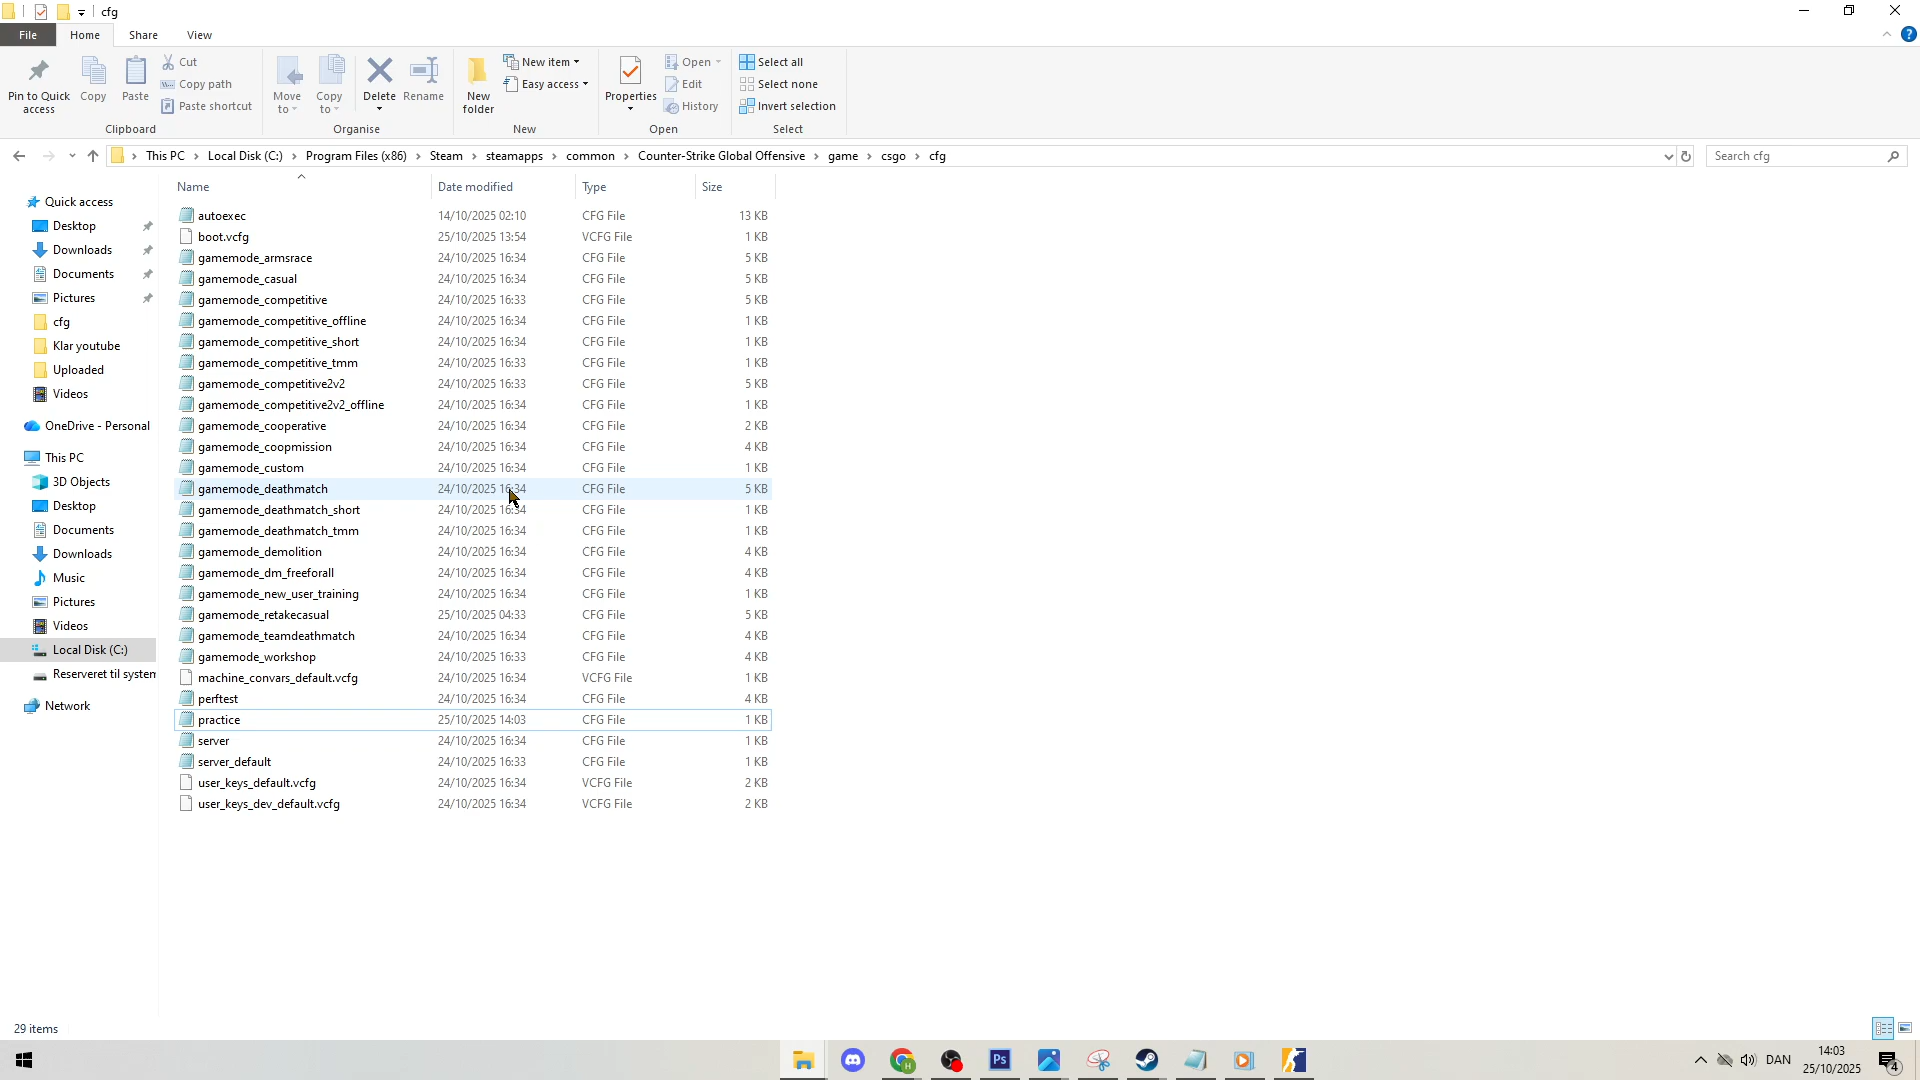 cfg
File Home Share View
Pin to Quick access
Copy
Paste
Cut
Copy path
Paste shortcut
Clipboard
Move to
Copy to
Delete
Rename
Organise
New folder
New item
Easy access
New
Properties
Open
Edit
History
Open
Select all
Select none
Invert selection
Select
This PC > Local Disk (C:) > Program Files (x86) > Steam > steamapps > common > Counter-Strike Global Offensive > game > csgo > cfg
Search cfg
Quick access
Desktop
Downloads
Documents
Pictures
cfg
Klar youtube
Uploaded
Videos
OneDrive - Personal
This PC
3D Objects
Desktop
Documents
Downloads
Music
Pictures
Videos
Local Disk (C:)
Reserveret til system
Network
Name Date modified Type Size
autoexec 14/10/2025 02:10 CFG File 13 KB
boot.vcfg 25/10/2025 13:54 VCFG File 1 KB
gamemode_armsrace 24/10/2025 16:34 CFG File 5 KB
gamemode_casual 24/10/2025 16:34 CFG File 5 KB
gamemode_competitive 24/10/2025 16:33 CFG File 5 KB
gamemode_competitive_offline 24/10/2025 16:34 CFG File 1 KB
gamemode_competitive_short 24/10/2025 16:34 CFG File 1 KB
gamemode_competitive_tmm 24/10/2025 16:33 CFG File 1 KB
gamemode_competitive2v2 24/10/2025 16:33 CFG File 5 KB
gamemode_competitive2v2_offline 24/10/2025 16:34 CFG File 1 KB
gamemode_cooperative 24/10/2025 16:34 CFG File 2 KB
gamemode_coopmission 24/10/2025 16:34 CFG File 4 KB
gamemode_custom 24/10/2025 16:34 CFG File 1 KB
gamemode_deathmatch 24/10/2025 16:34 CFG File 5 KB
gamemode_deathmatch_short 24/10/2025 16:34 CFG File 1 KB
gamemode_deathmatch_tmm 24/10/2025 16:34 CFG File 1 KB
gamemode_demolition 24/10/2025 16:34 CFG File 4 KB
gamemode_dm_freeforall 24/10/2025 16:34 CFG File 4 KB
gamemode_new_user_training 24/10/2025 16:34 CFG File 1 KB
gamemode_retakecasual 25/10/2025 04:33 CFG File 5 KB
gamemode_teamdeathmatch 24/10/2025 16:34 CFG File 4 KB
gamemode_workshop 24/10/2025 16:33 CFG File 4 KB
machine_convars_default.vcfg 24/10/2025 16:34 VCFG File 1 KB
perftest 24/10/2025 16:34 CFG File 4 KB
practice 25/10/2025 14:03 CFG File 1 KB
server 24/10/2025 16:34 CFG File 1 KB
server_default 24/10/2025 16:33 CFG File 1 KB
user_keys_default.vcfg 24/10/2025 16:34 VCFG File 2 KB
user_keys_dev_default.vcfg 24/10/2025 16:34 VCFG File 2 KB
29 items
Ps
H
DAN
14:03
25/10/2025
4